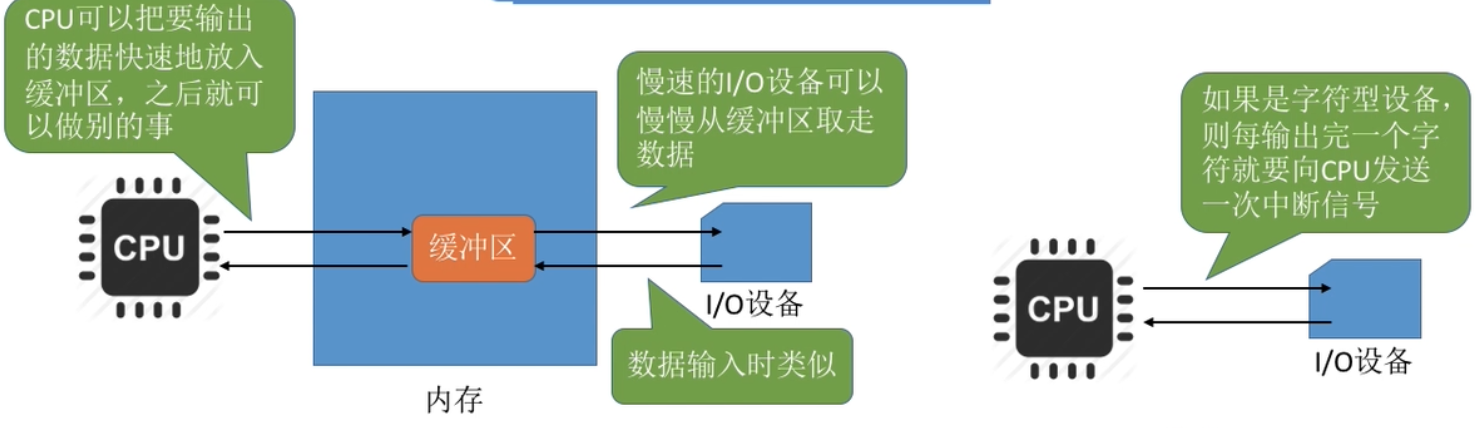 CPU可以把要输出
的数据快速地放入
缓冲区，之后就可
以做别的事
慢速的I/O设备可以
慢慢从缓冲区取走
数据
如果是字符型设备，
则每输出完一个字
符就要向CPU发送
一次中断信号
CPU
缓冲区
I/O设备
数据输入时类似
内存
CPU
I/O设备